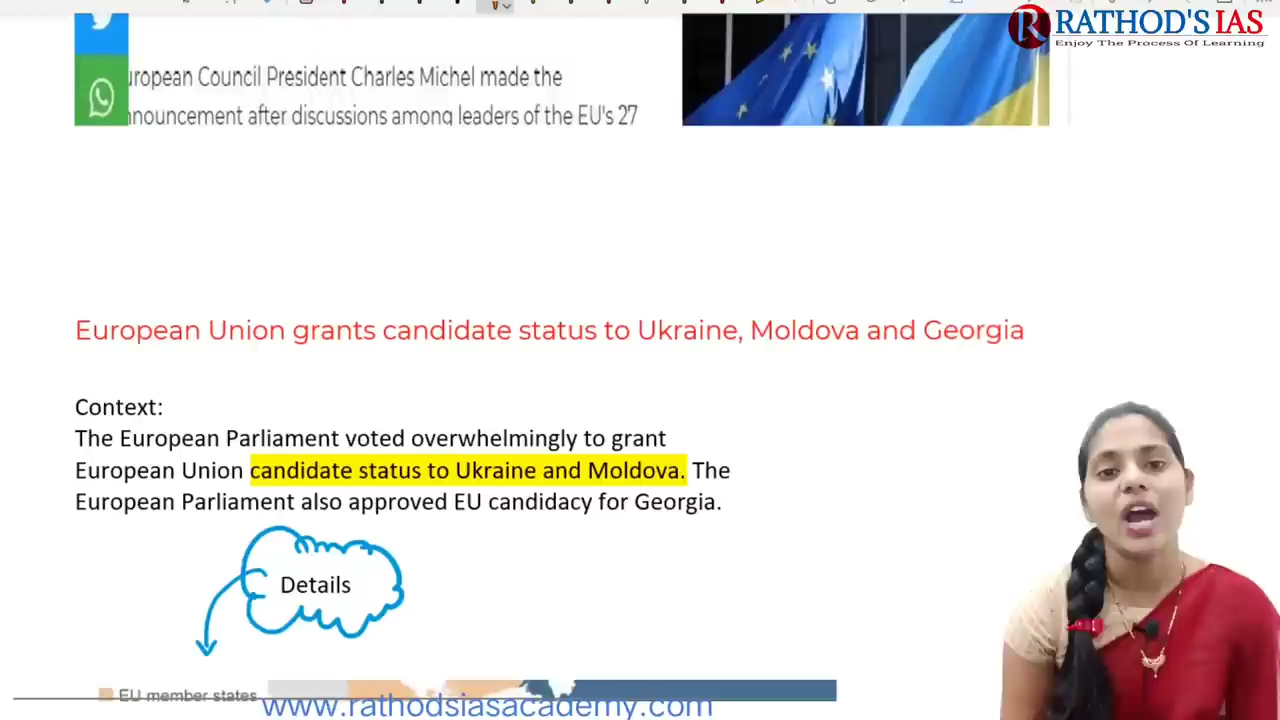 RATHOD'S IAS
Enjoy The Process Of Learning
uropean Council President Charles Michel made the
nnouncement after discussions among leaders of the EU's 27
European Union grants candidate status to Ukraine, Moldova and Georgia
Context:
The European Parliament voted overwhelmingly to grant
European Union candidate status to Ukraine and Moldova. The
European Parliament also approved EU candidacy for Georgia.
Details
EU member states
www.rathodsiasacademy.com